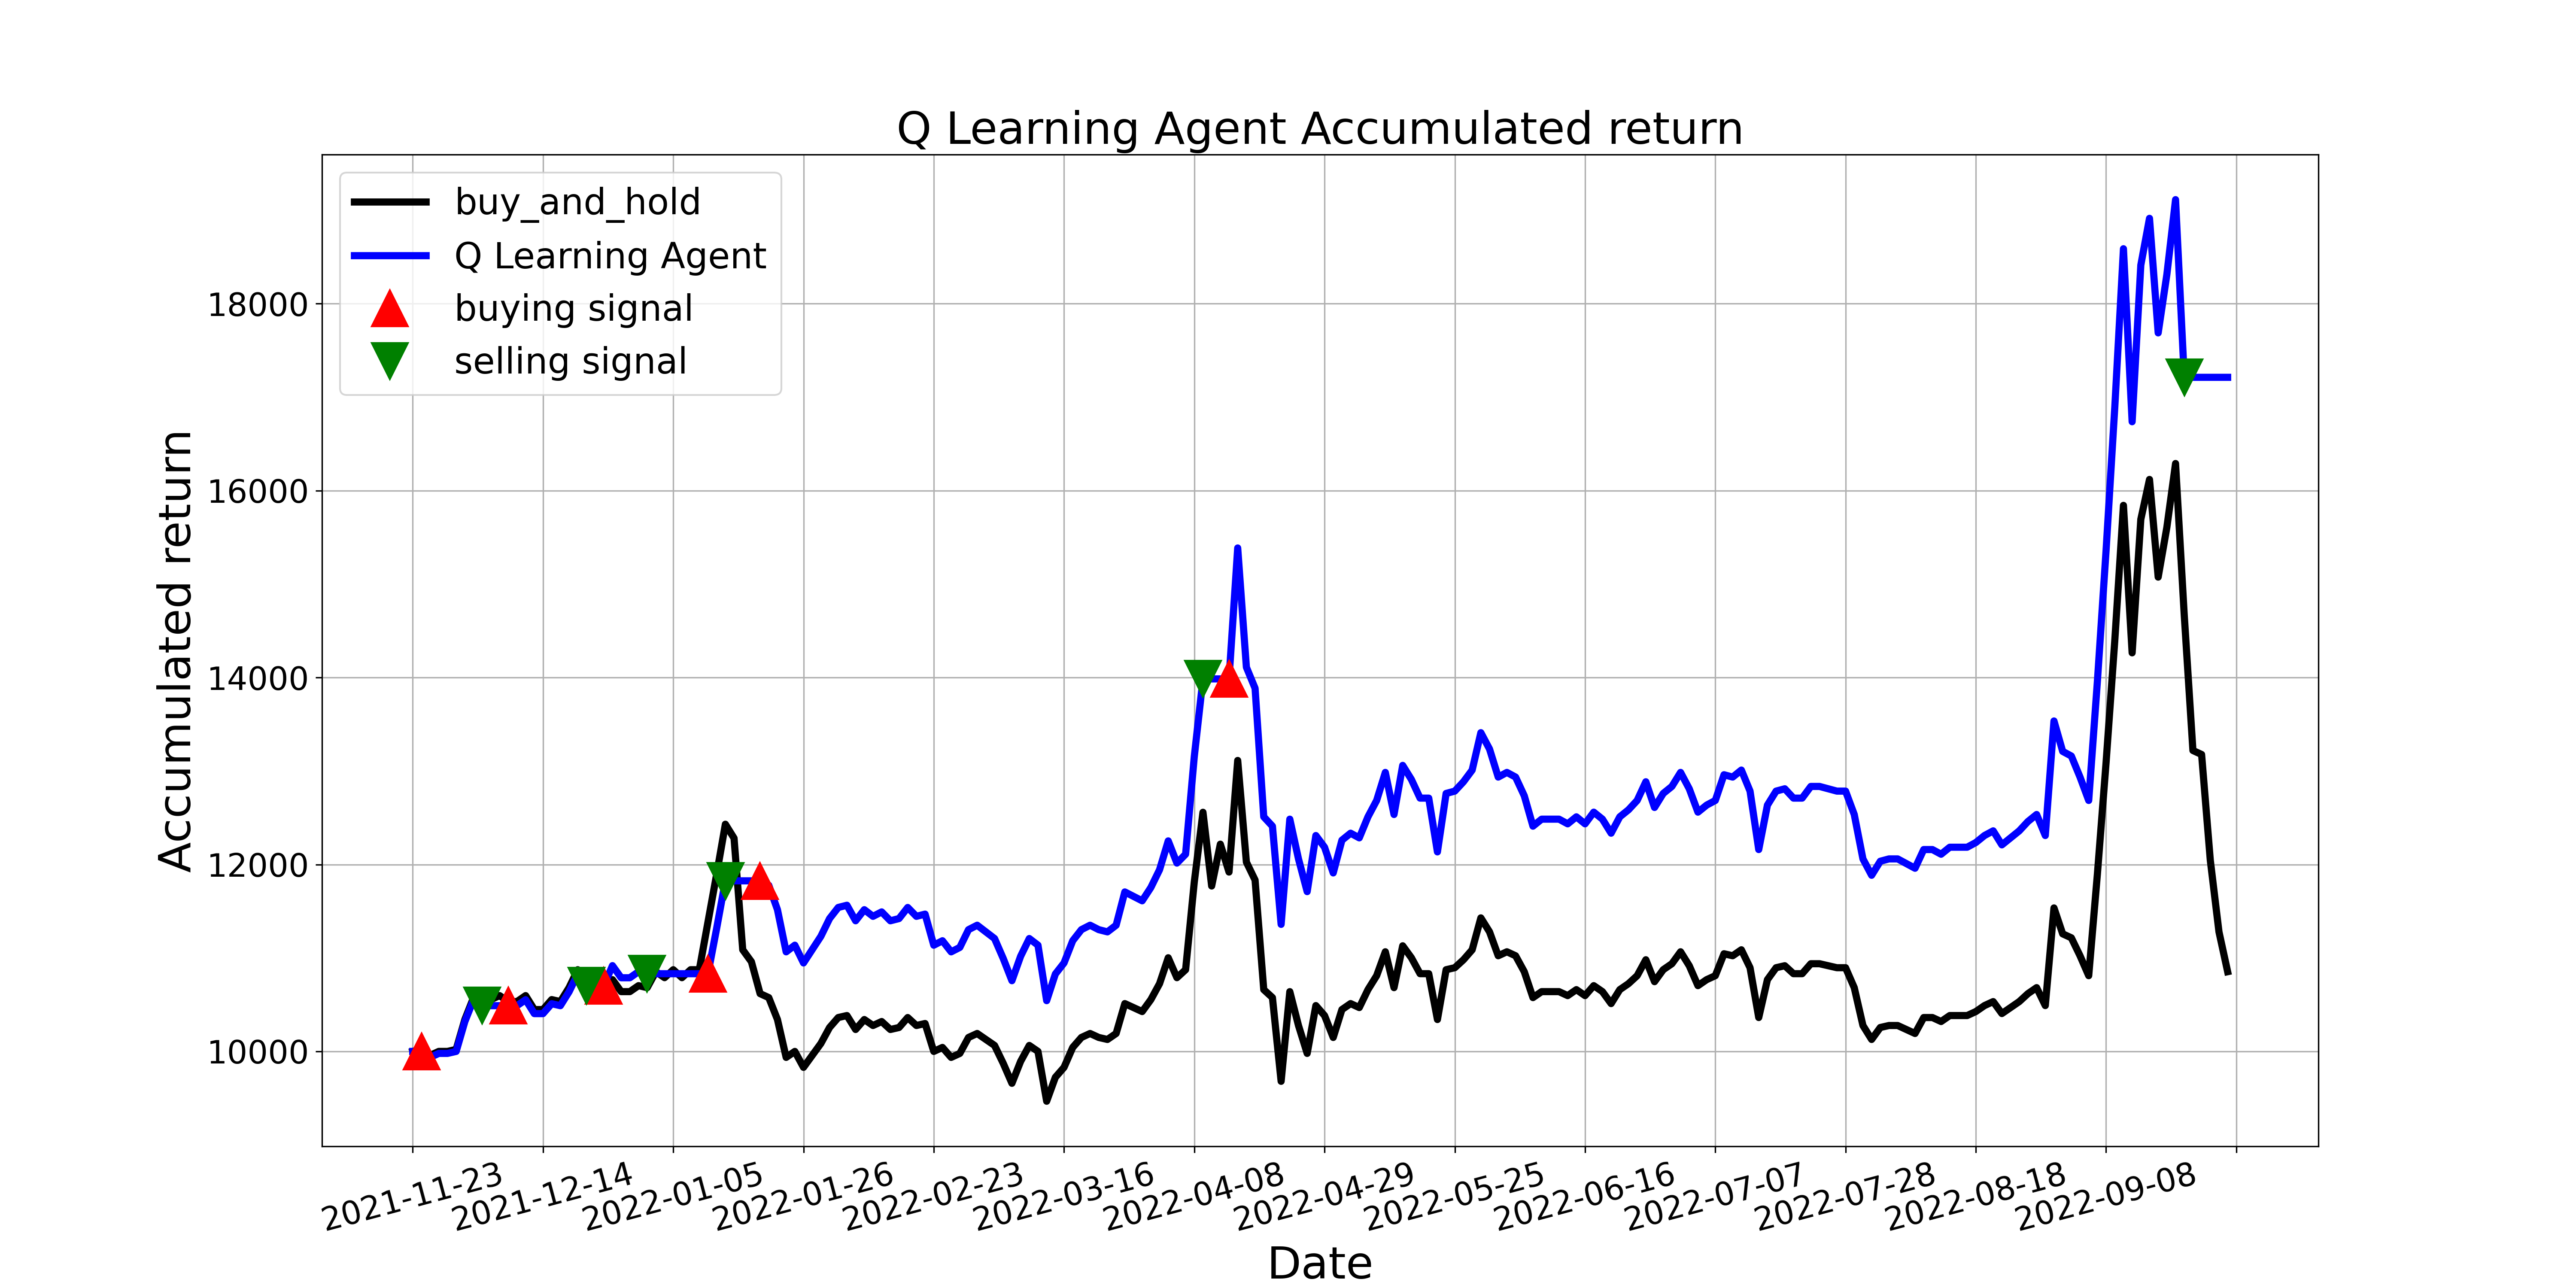 Q Learning Agent Accumulated return
buy_and_hold
Q Learning Agent
buying signal
selling signal
Accumulated return
18000
16000
14000
12000
10000
2021-11-23
2021-12-14
2022-01-05
2022-01-26
2022-02-23
2022-03-16
2022-04-08
2022-04-29
2022-05-25
2022-06-16
2022-07-07
2022-07-28
2022-08-18
2022-09-08
Date